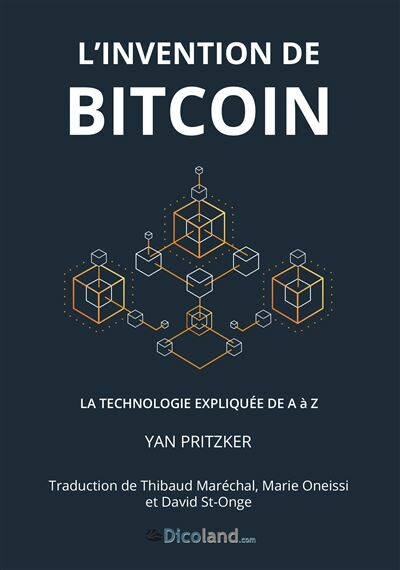 L'INVENTION DE
BITCOIN
LA TECHNOLOGIE EXPLIQUÉE DE A à Z
YAN PRITZKER
Traduction de Thibaud Maréchal, Marie Oneissi
et David St-Onge
Dicoland.com